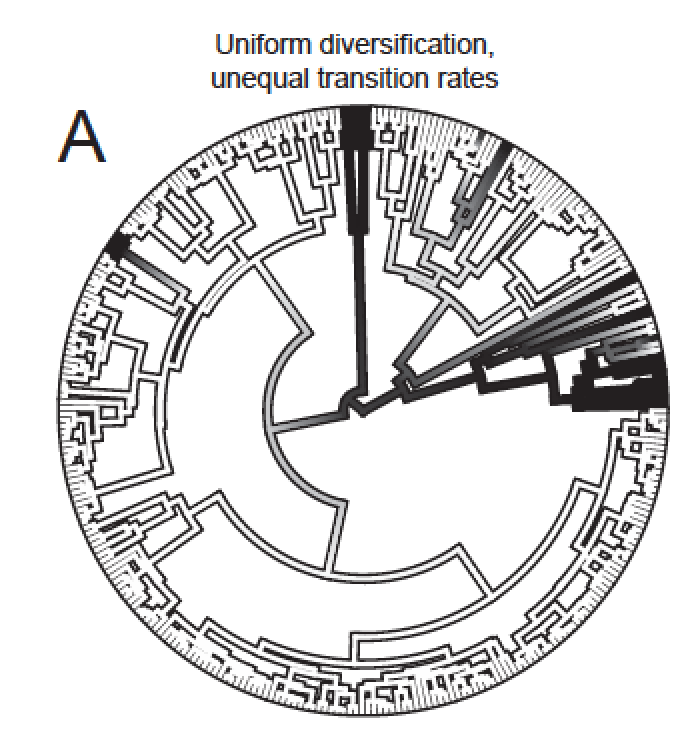 Uniform diversification,
unequal transition rates
A